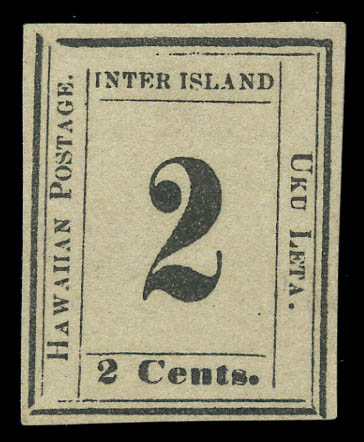 INTER ISLAND
HAWAIIAN POSTAGE.
2
UKU LETA.
2 Cents.